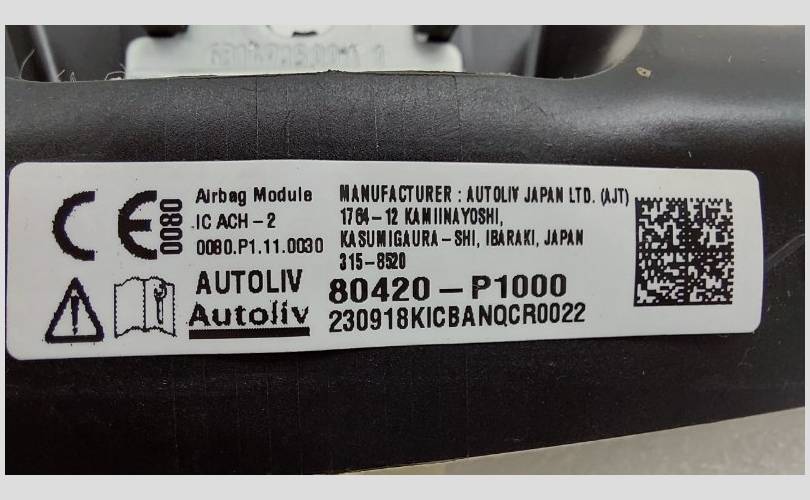 CE 0080
Airbag Module
IC ACH-2
0080.P1.11.0030
MANUFACTURER : AUTOLIV JAPAN LTD. (AJT)
1764-12 KAMIINAYOSHI,
KASUMIGAURA-SHI, IBARAKI, JAPAN
315-8520
AUTOLIV
Autoliv
80420-P1000
230918KICBANQCR0022